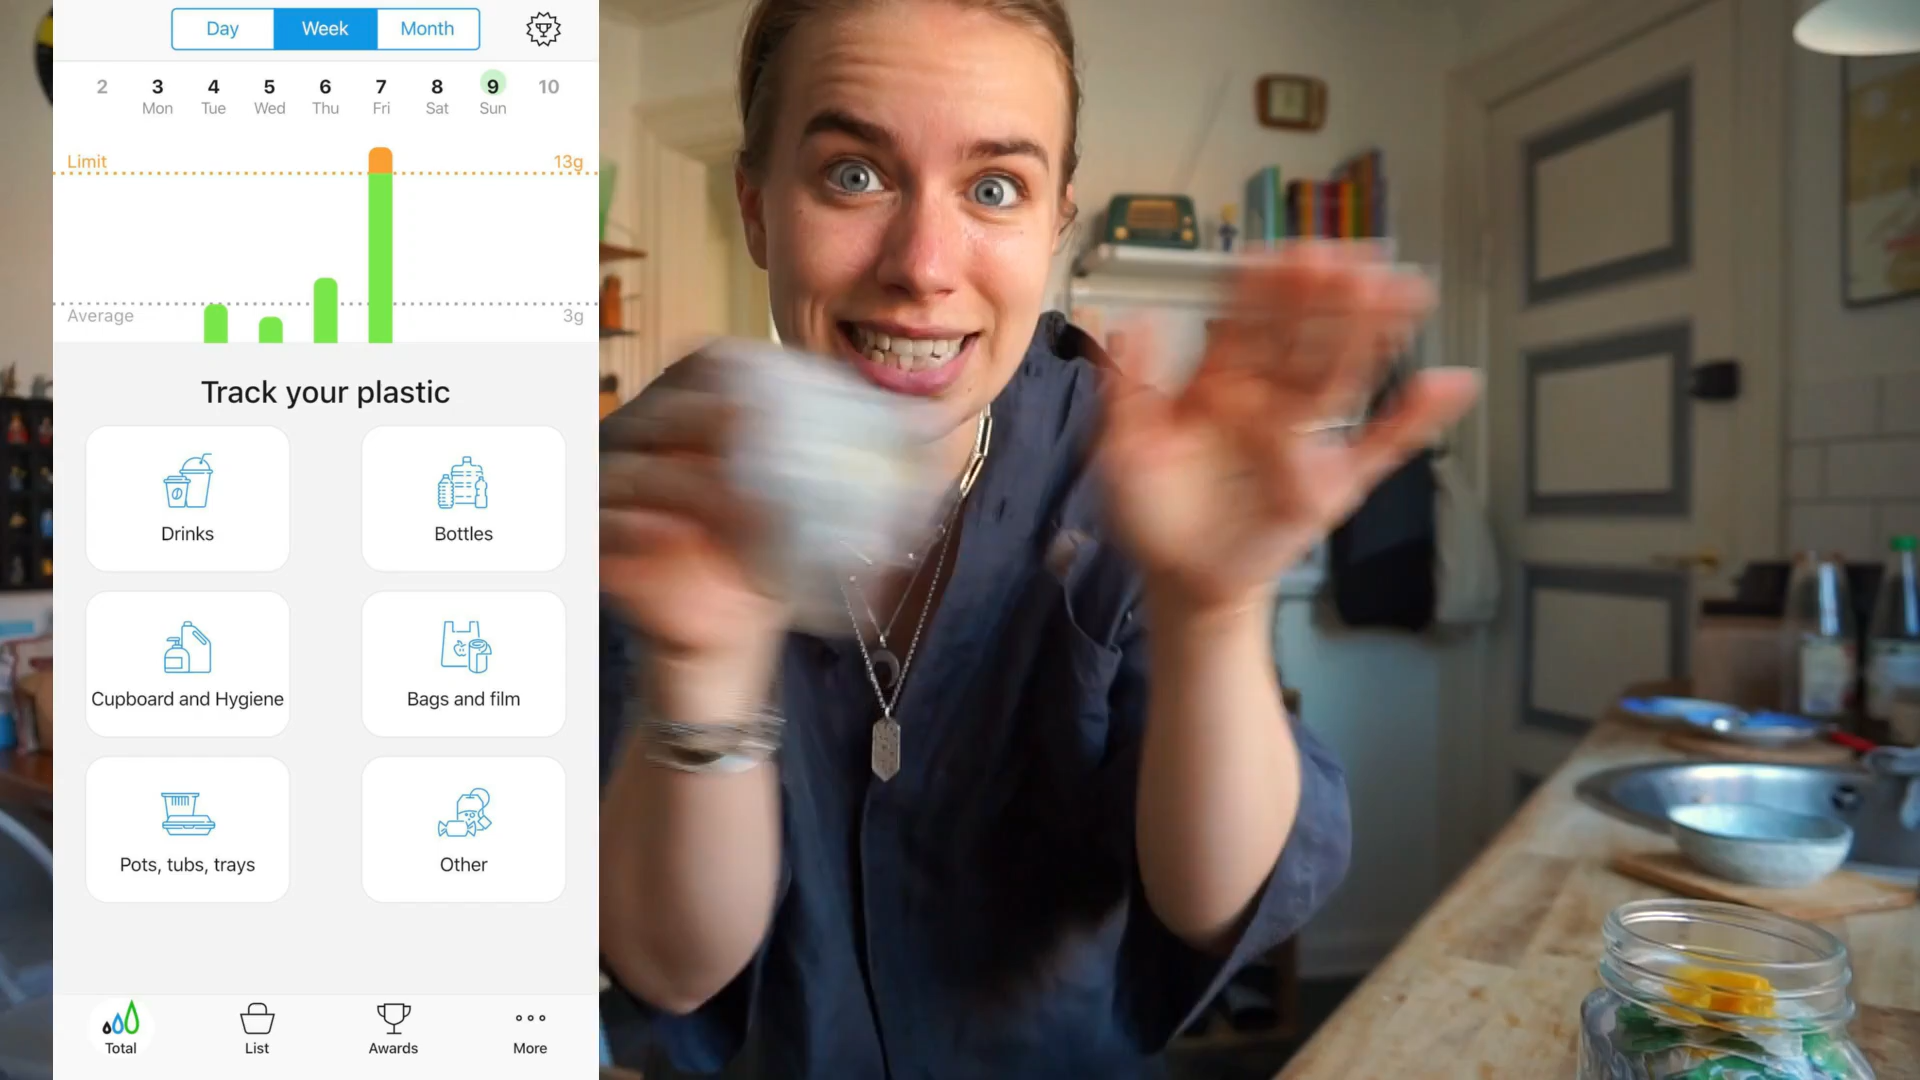 Day Week Month
2 3 4 5 6 7 8 9 10
Mon Tue Wed Thu Fri Sat Sun
Limit 13g
Average 3g
Track your plastic
Drinks Bottles
Cupboard and Hygiene Bags and film
Pots, tubs, trays Other
Total List Awards More